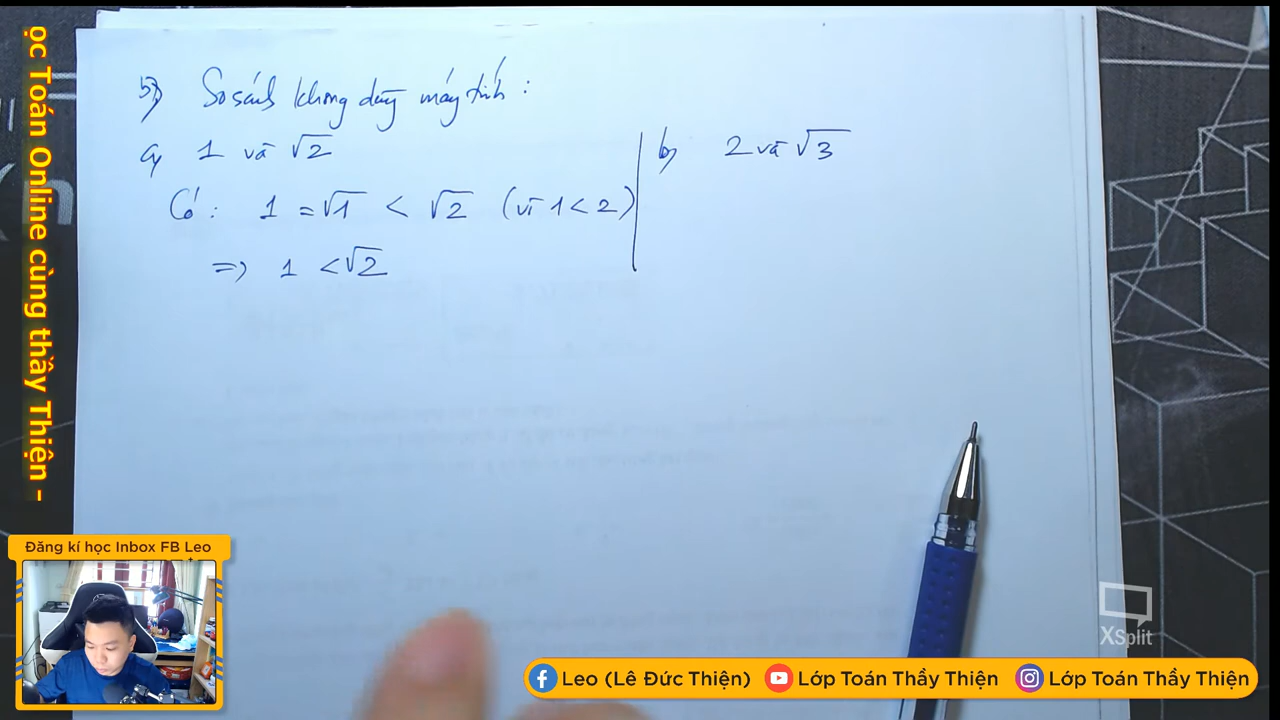 5) So sánh không dùng máy tính :
a, 1 và √2
Có : 1 = √1 < √2 (vì 1 < 2)
=> 1 < √2
b, 2 và √3
ọc Toán Online cùng thầy Thiện -
Đăng kí học Inbox FB Leo
XSplit
Leo (Lê Đức Thiện)
Lớp Toán Thầy Thiện
Lớp Toán Thầy Thiện